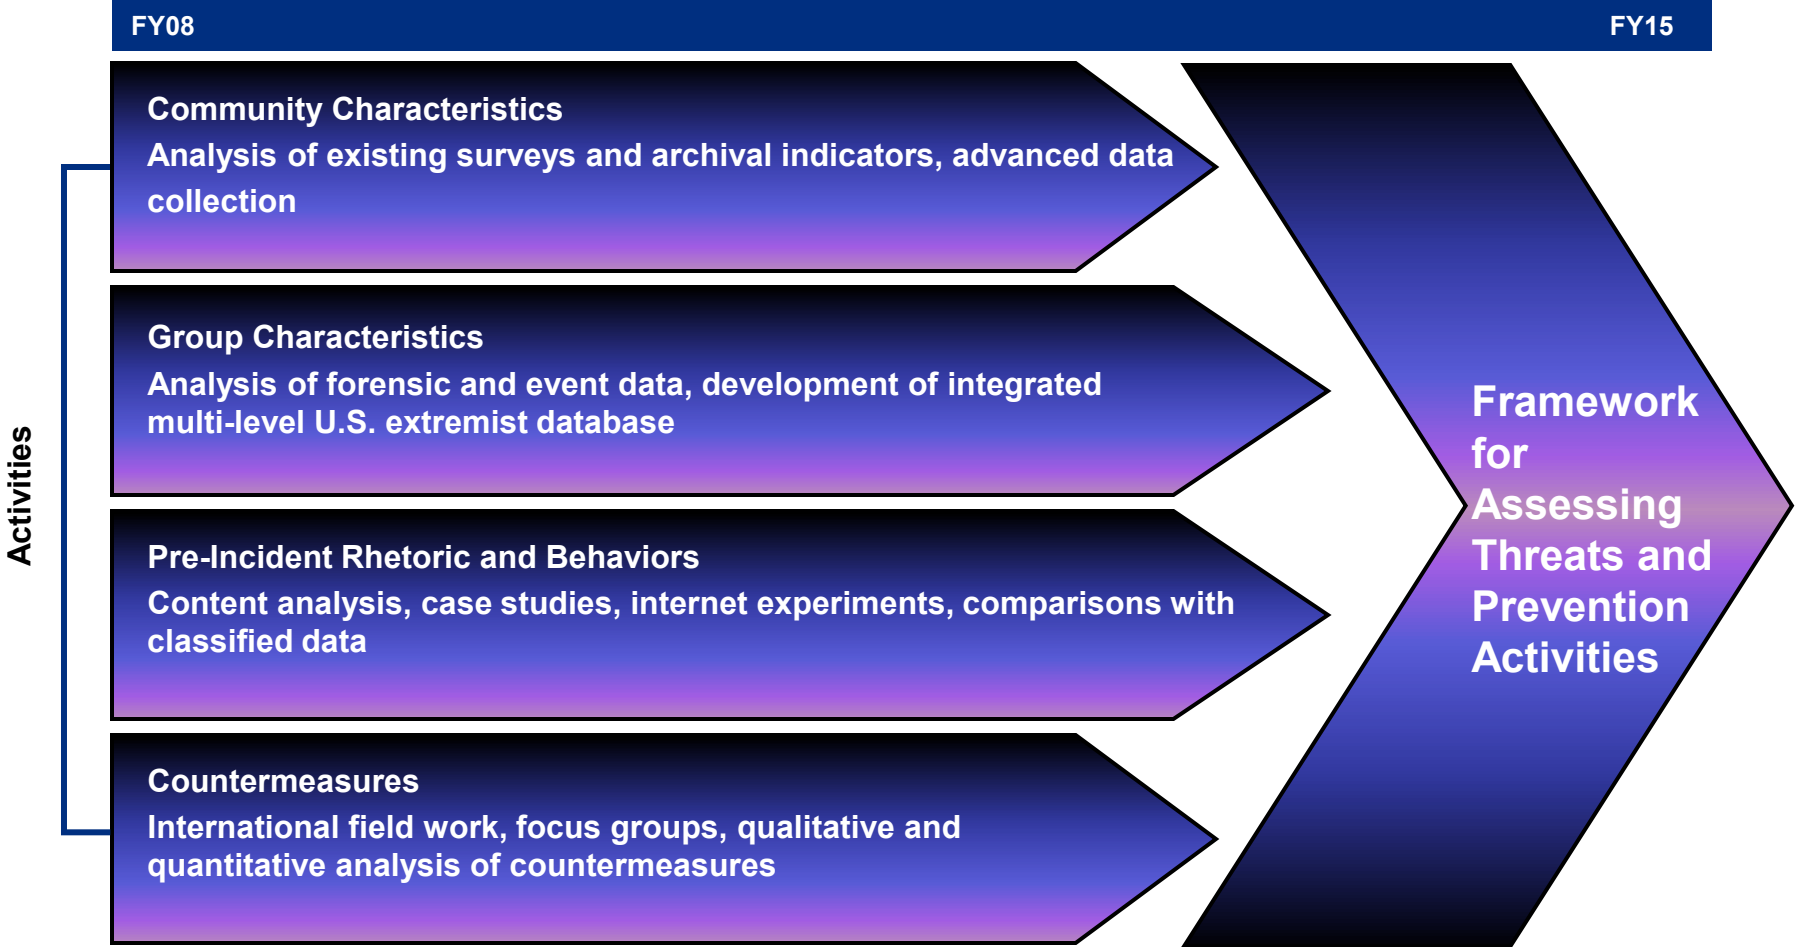 FY08
FY15
Community Characteristics
Analysis of existing surveys and archival indicators, advanced data
collection
Group Characteristics
Analysis of forensic and event data, development of integrated
multi-level U.S. extremist database
Pre-Incident Rhetoric and Behaviors
Content analysis, case studies, internet experiments, comparisons with
classified data
Countermeasures
International field work, focus groups, qualitative and
quantitative analysis of countermeasures
Activities
Framework
for
Assessing
Threats and
Prevention
Activities